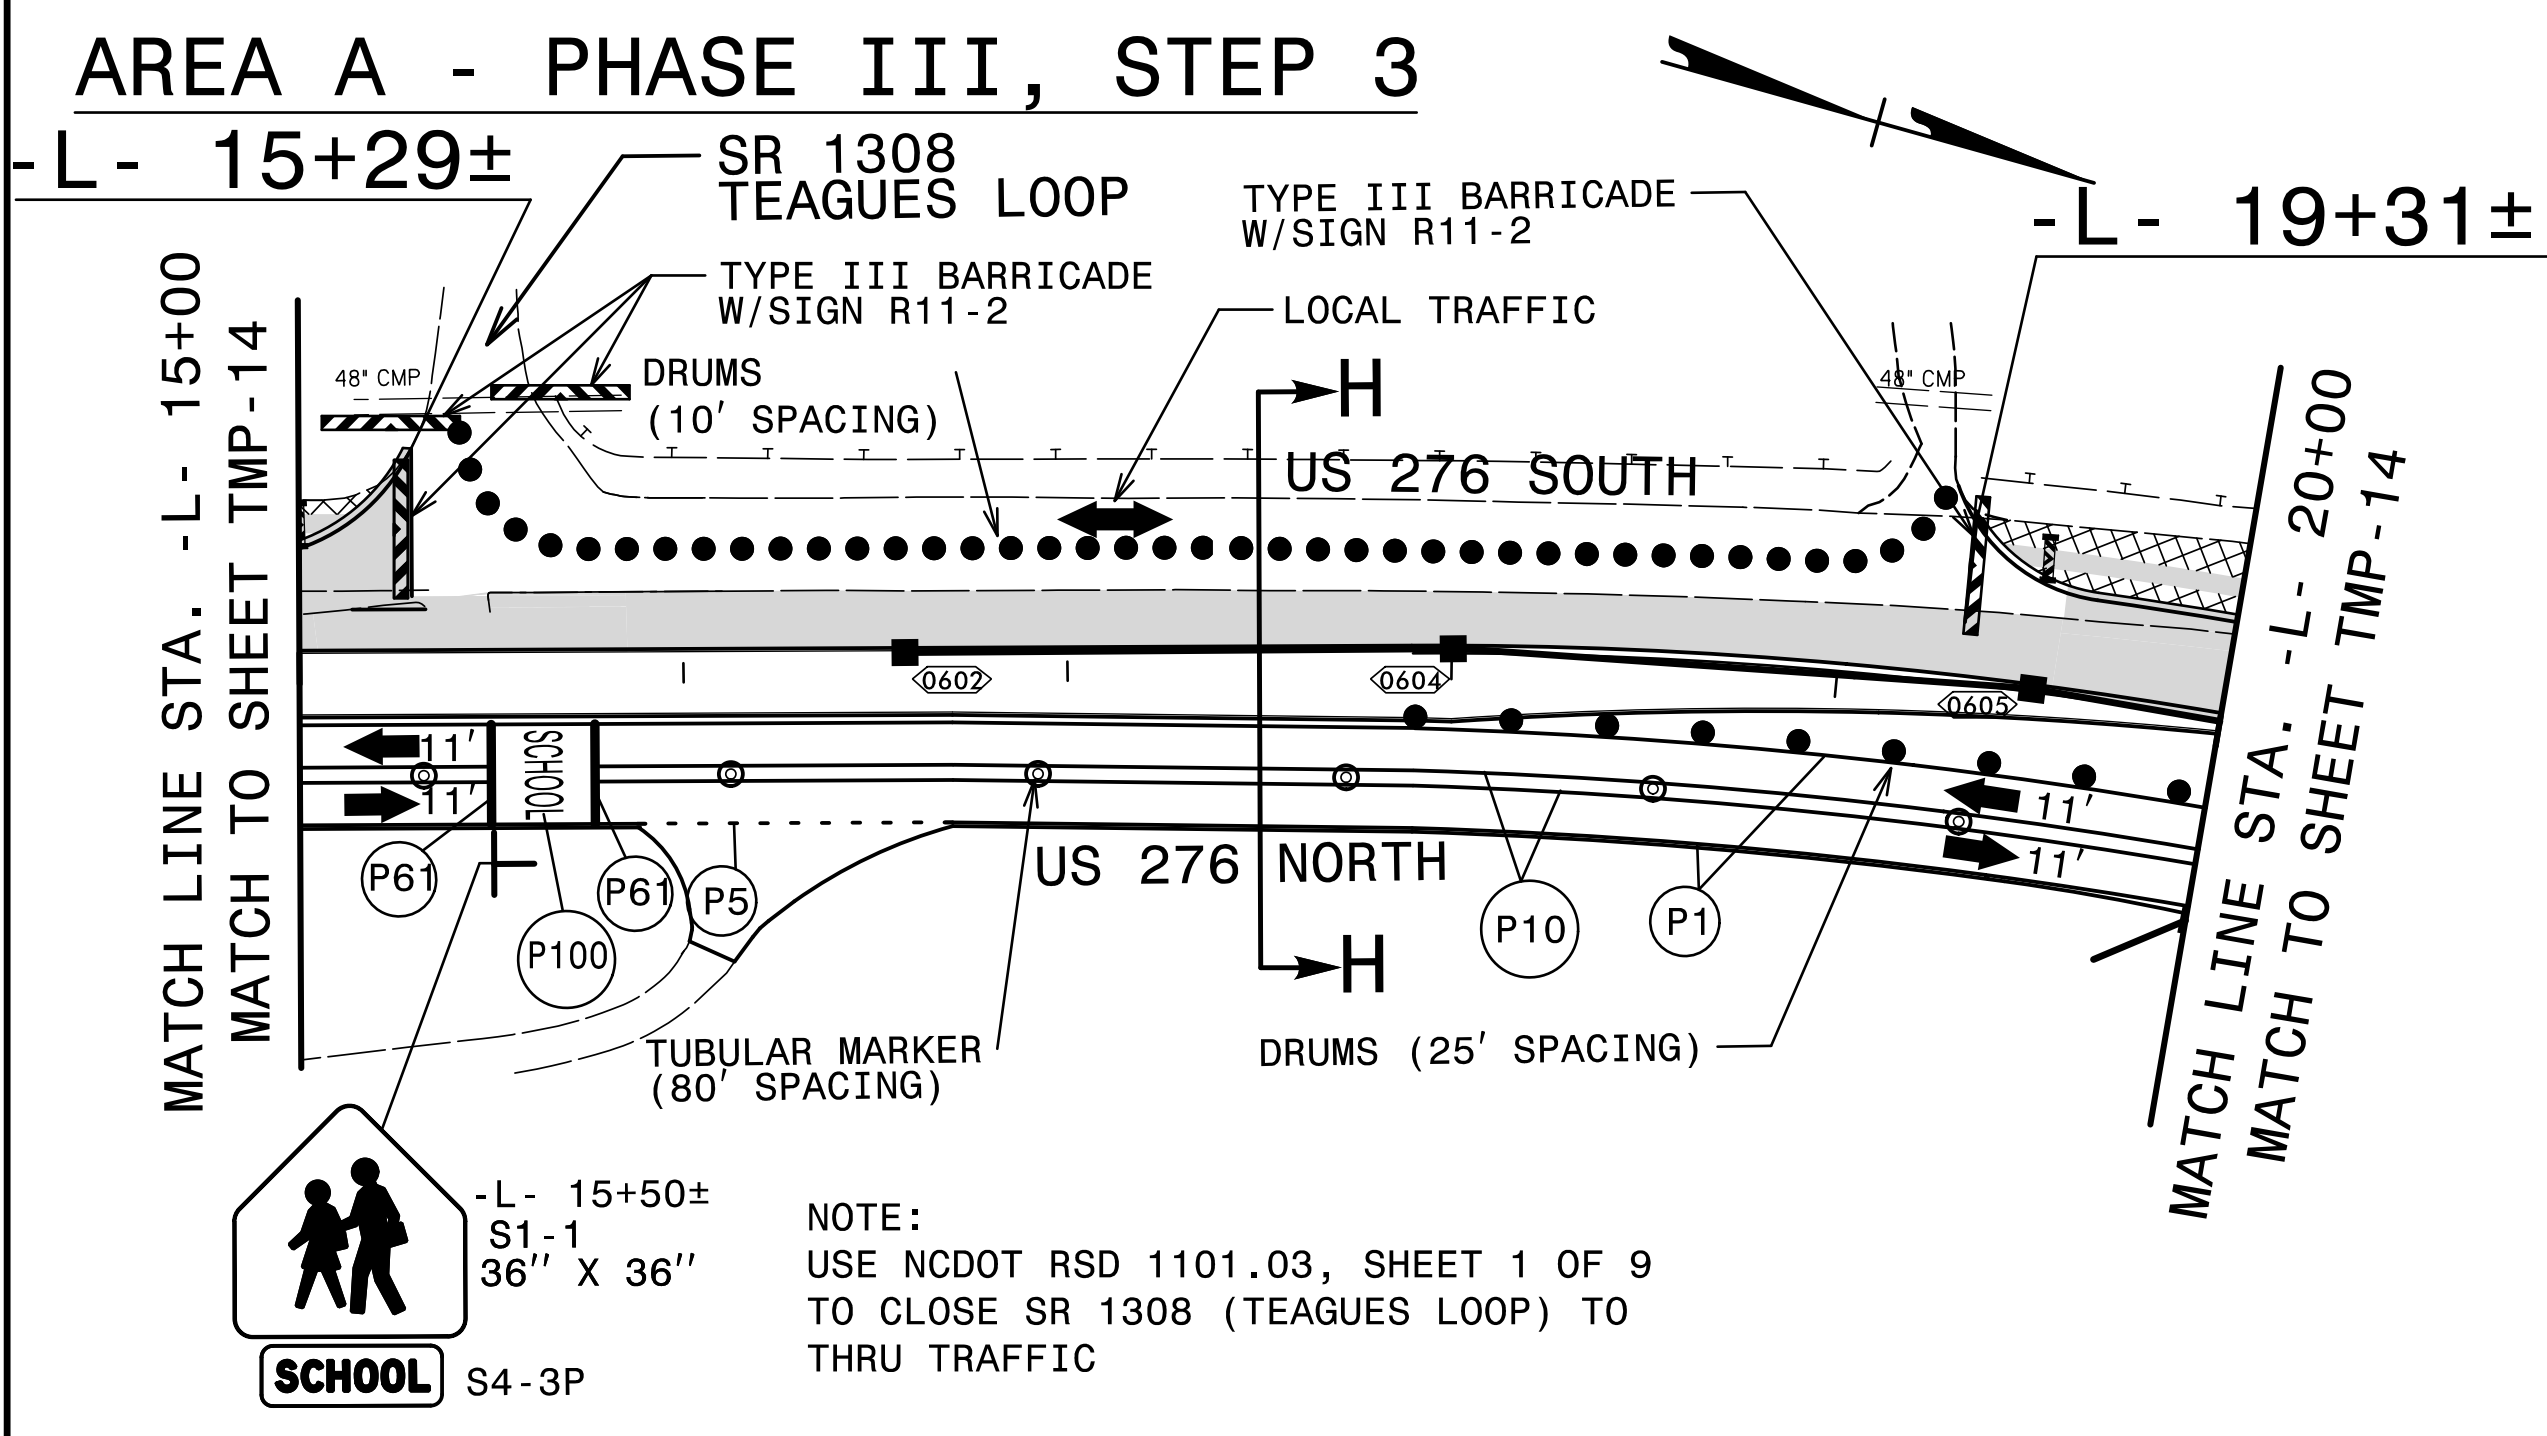 AREA A - PHASE III, STEP 3
-L- 15+29±
SR 1308
TEAGUES LOOP
TYPE III BARRICADE
W/SIGN R11-2
TYPE III BARRICADE
W/SIGN R11-2
-L- 19+31±
LOCAL TRAFFIC
DRUMS
(10' SPACING)
48" CMP
48" CMP
H
US 276 SOUTH
MATCH LINE STA. -L- 15+00
MATCH TO SHEET TMP-14
MATCH LINE STA. -L- 20+00
MATCH TO SHEET TMP-14
0602
0604
0605
11'
11'
SCHOOL
11'
11'
P61
P100
P61
P5
US 276 NORTH
P10
P1
H
TUBULAR MARKER
(80' SPACING)
DRUMS (25' SPACING)
-L- 15+50±
S1-1
36" X 36"
SCHOOL
S4-3P
NOTE:
USE NCDOT RSD 1101.03, SHEET 1 OF 9
TO CLOSE SR 1308 (TEAGUES LOOP) TO
THRU TRAFFIC